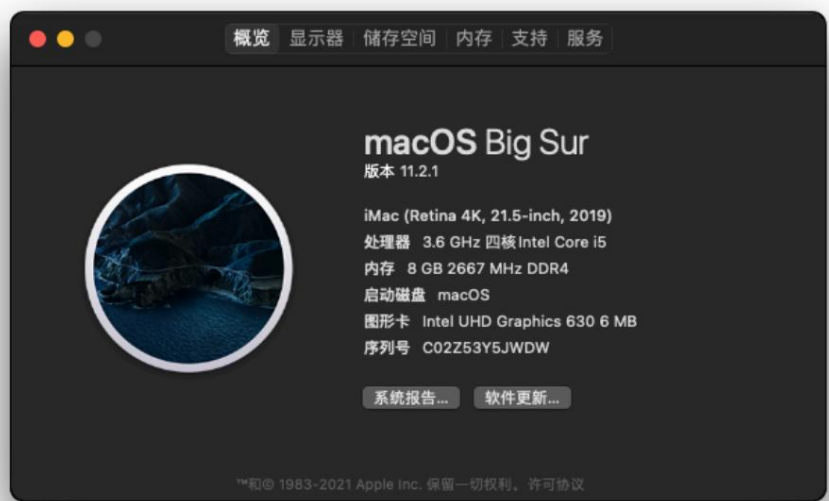 概览 显示器 储存空间 内存 支持 服务
macOS Big Sur
版本 11.2.1
iMac (Retina 4K, 21.5-inch, 2019)
处理器 3.6 GHz 四核Intel Core i5
内存 8 GB 2667 MHz DDR4
启动磁盘 macOS
图形卡 Intel UHD Graphics 630 6 MB
序列号 C02Z53Y5JWDW
系统报告... 软件更新...
™和© 1983-2021 Apple Inc. 保留一切权利。许可协议